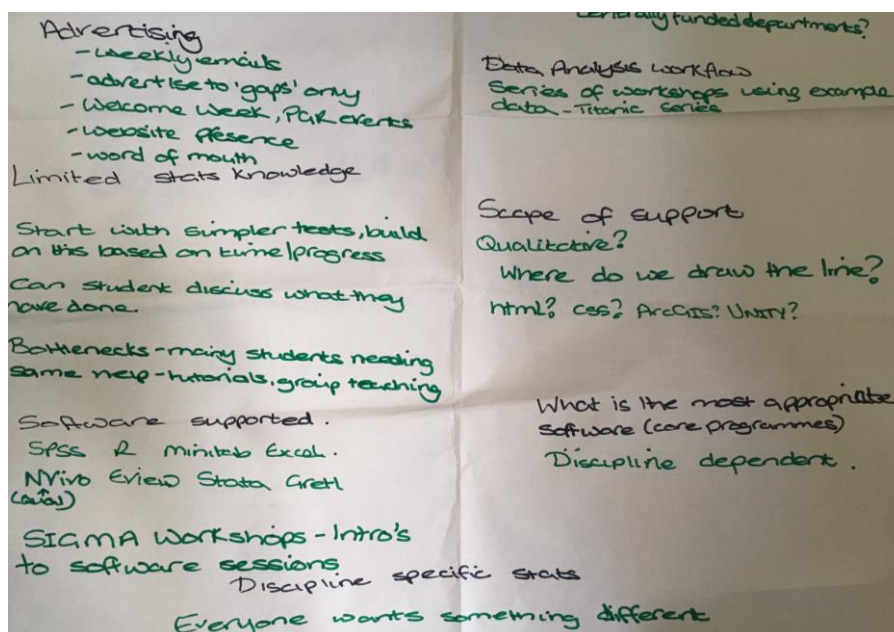 Advertising
- weekly emails
- advertise to 'gaps' only
- Welcome Week, PGR events
- website presence
- word of mouth
Limited stats knowledge
Start with simpler tests, build
on this based on time/progress
Can student discuss what they
have done.
Bottlenecks - many students needing
same help - tutorials, group teaching
Software supported.
SPSS R Minitab Excel.
NVivo Eview Stata Gretl
(qual)
SIGMA Workshops - Intro's
to software sessions
Discipline specific stats
Everyone wants something different
funded departments?
Data Analysis workflow
Series of workshops using example
data - Titanic series
Scope of support
Qualitative?
Where do we draw the line?
html? css? ArcGIS? UNITY?
What is the most appropriate
software (core programmes)
Discipline dependent.